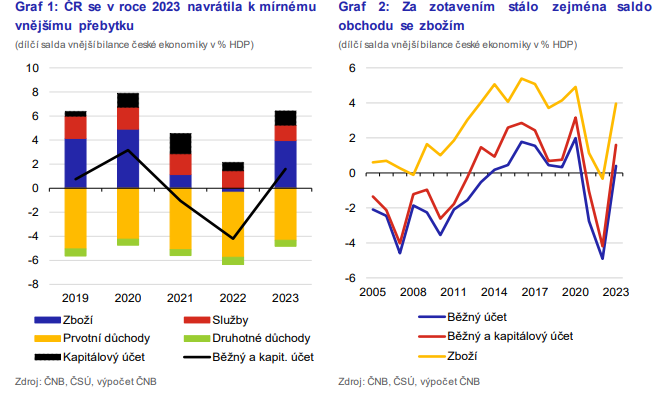 Graf 1: ČR se v roce 2023 navrátila k mírnému
vnějšímu přebytku
(dílčí salda vnější bilance české ekonomiky v % HDP)
10
8
6
4
2
0
-2
-4
-6
-8
2019 2020 2021 2022 2023
Zboží Služby
Prvotní důchody Druhotné důchody
Kapitálový účet Běžný a kapit. účet
Zdroj: ČNB, ČSÚ, výpočet ČNB
Graf 2: Za zotavením stálo zejména saldo
obchodu se zbožím
(dílčí salda vnější bilance české ekonomiky v % HDP)
6
4
2
0
-2
-4
-6
2005 2008 2011 2014 2017 2020 2023
Běžný účet
Běžný a kapitálový účet
Zboží
Zdroj: ČNB, ČSÚ, výpočet ČNB